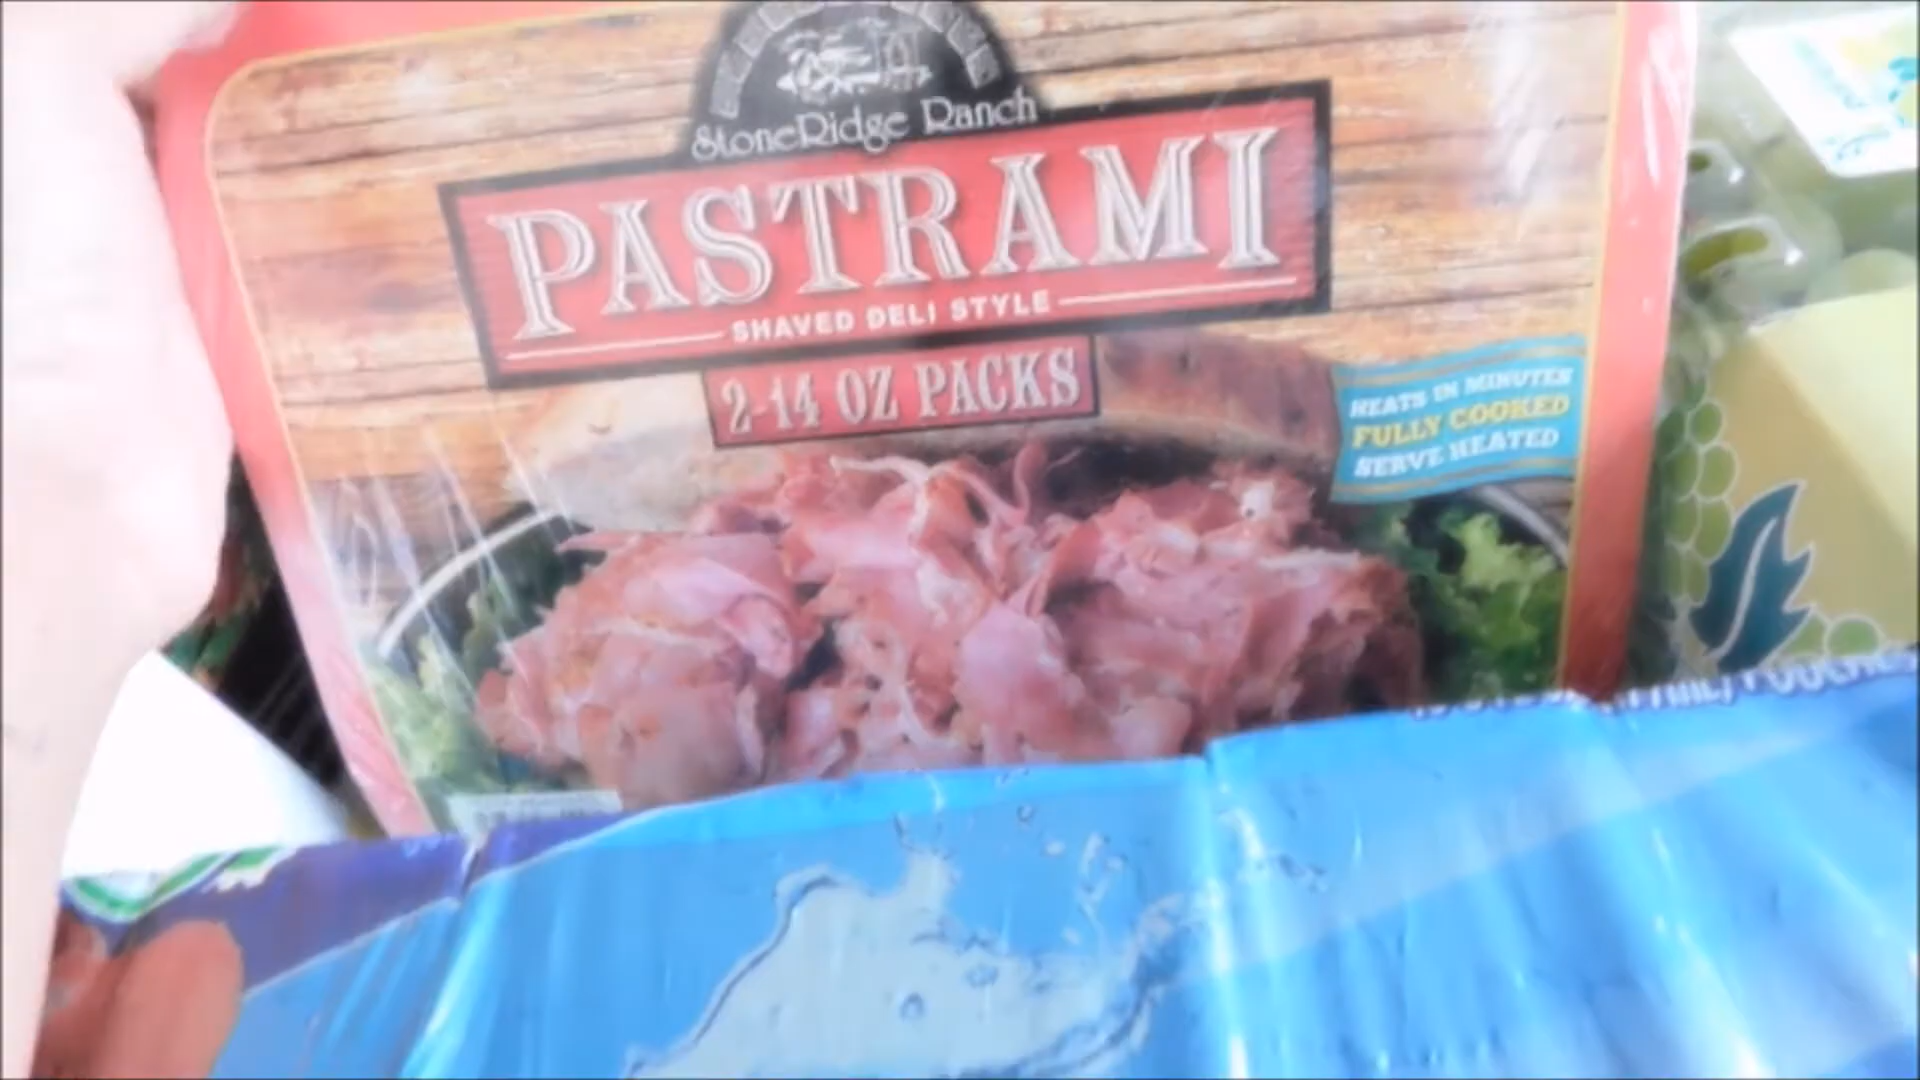 StoneRidge Ranch
PASTRAMI
SHAVED DELI STYLE
2-14 OZ PACKS
HEATS IN MINUTES
FULLY COOKED
SERVE HEATED